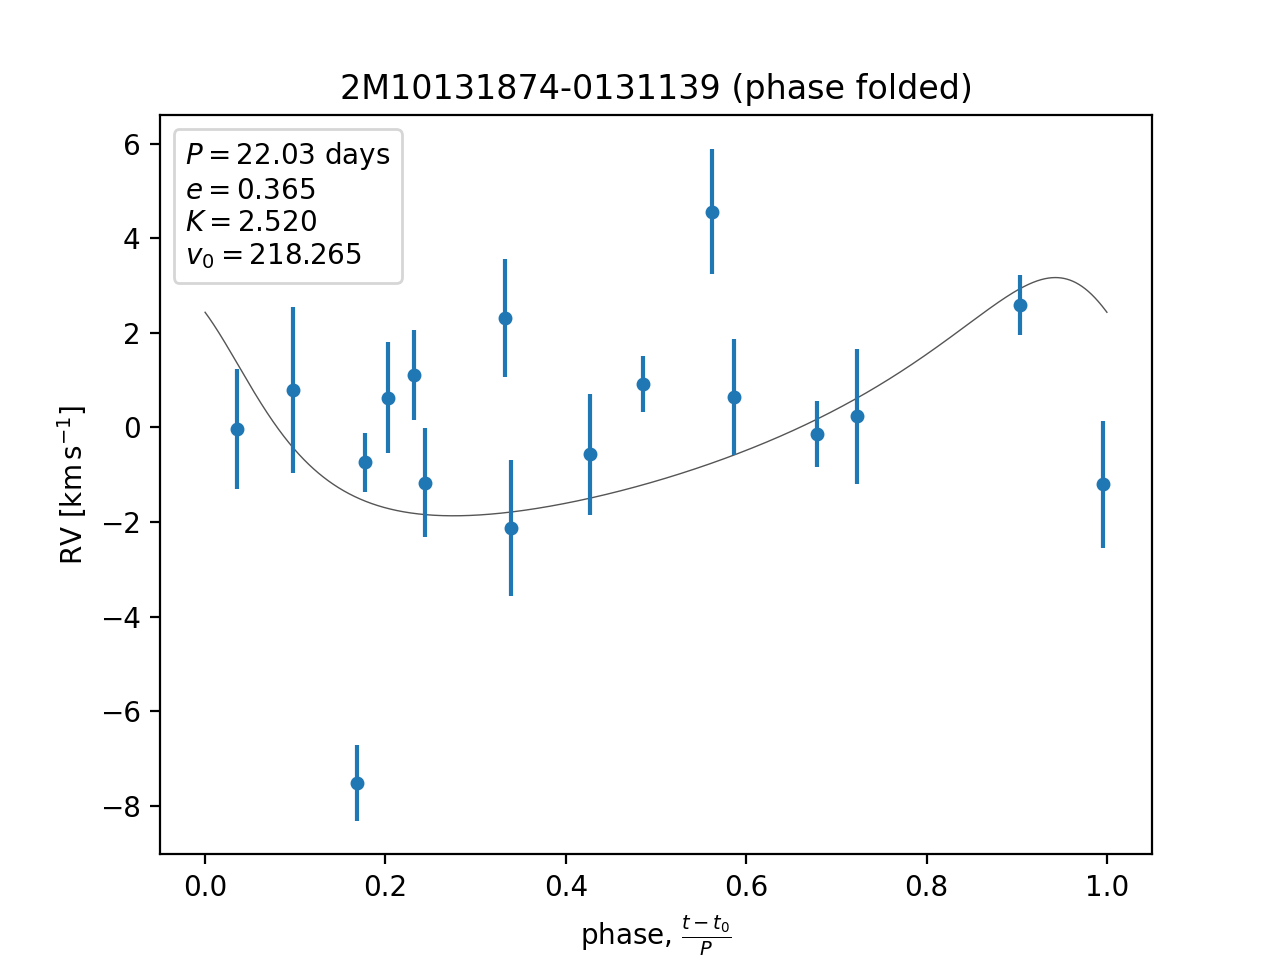 2M10131874-0131139 (phase folded)
P = 22.03 days
e = 0.365
K = 2.520
v₀ = 218.265
6
4
2
0
−2
−4
−6
−8
RV [km s⁻¹]
0.0 0.2 0.4 0.6 0.8 1.0
phase, (t − t₀)/P